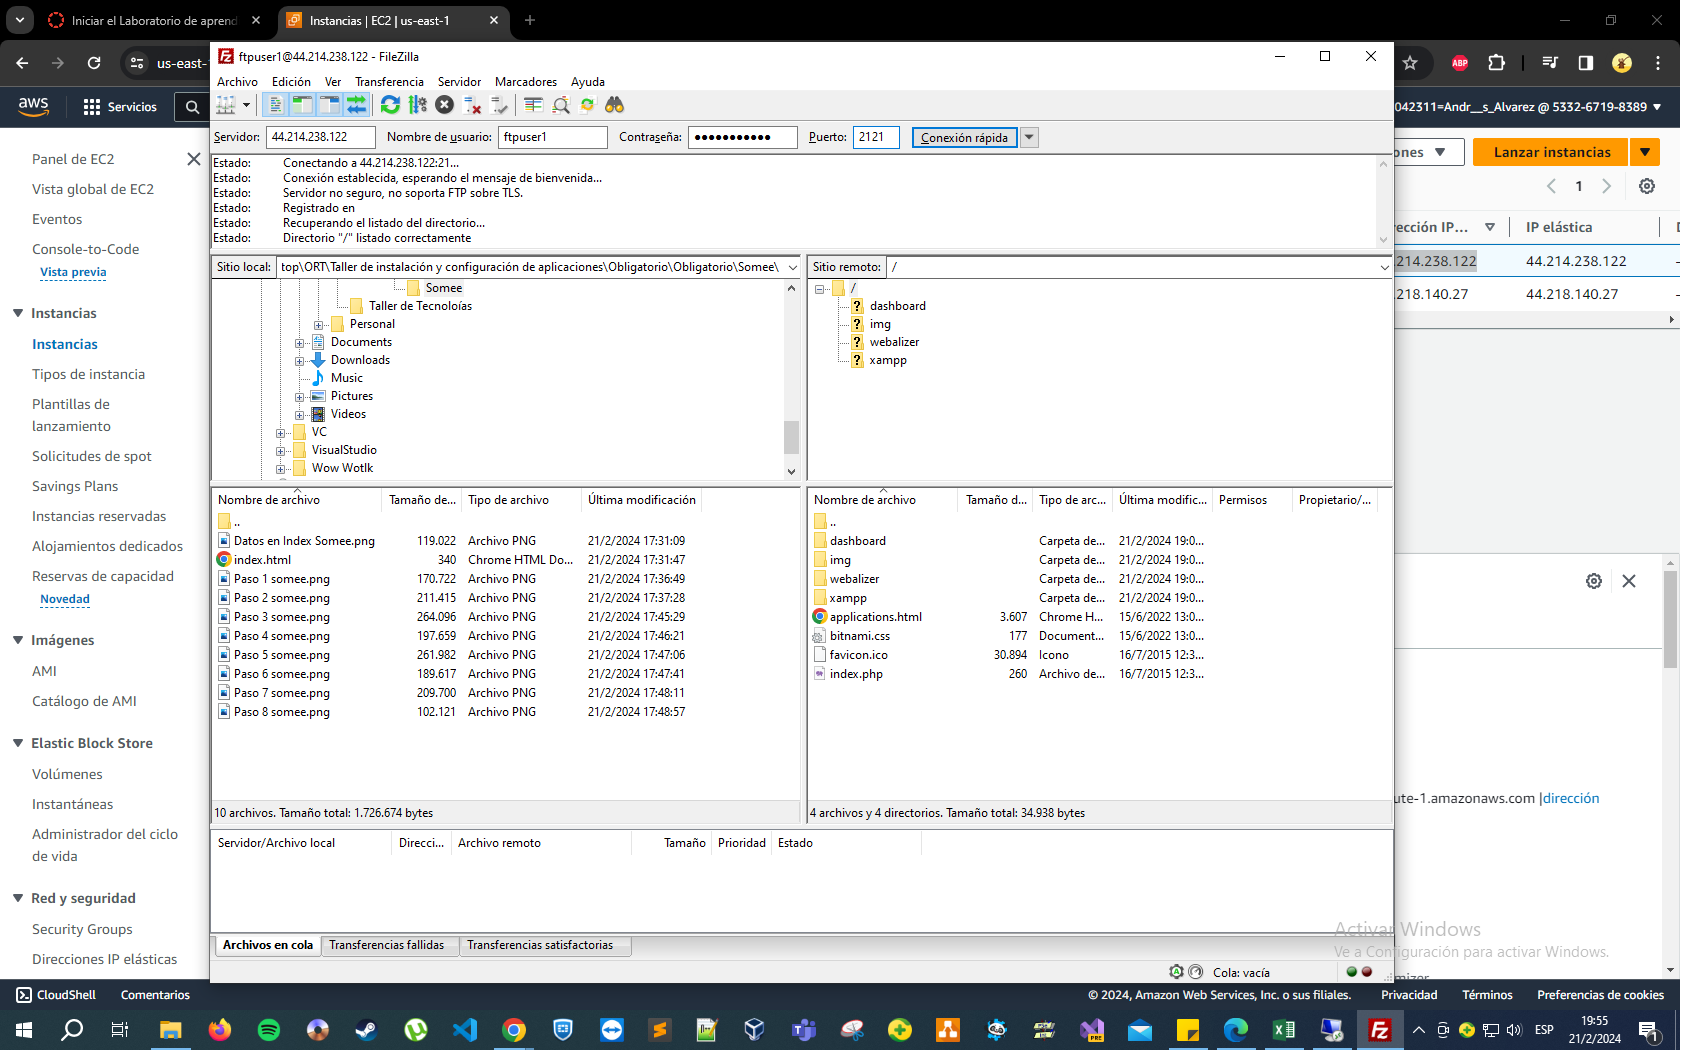 Iniciar el Laboratorio de aprend
Instancias | EC2 | us-east-1
us-east-
ABP
aws
Servicios
042311=Andr__s_Alvarez @ 5332-6719-8389
ftpuser1@44.214.238.122 - FileZilla
Archivo Edición Ver Transferencia Servidor Marcadores Ayuda
Servidor: 44.214.238.122 Nombre de usuario: ftpuser1 Contraseña: ●●●●●●●●●●● Puerto: 2121 Conexión rápida
Estado: Conectando a 44.214.238.122:21...
Estado: Conexión establecida, esperando el mensaje de bienvenida...
Estado: Servidor no seguro, no soporta FTP sobre TLS.
Estado: Registrado en
Estado: Recuperando el listado del directorio...
Estado: Directorio "/" listado correctamente
Sitio local: top\ORT\Taller de instalación y configuración de aplicaciones\Obligatorio\Obligatorio\Somee\
Somee
Taller de Tecnoloías
Personal
Documents
Downloads
Music
Pictures
Videos
VC
VisualStudio
Wow Wotlk
Sitio remoto: /
/
dashboard
img
webalizer
xampp
Nombre de archivo Tamaño de... Tipo de archivo Última modificación
..
Datos en Index Somee.png 119.022 Archivo PNG 21/2/2024 17:31:09
index.html 340 Chrome HTML Do... 21/2/2024 17:31:47
Paso 1 somee.png 170.722 Archivo PNG 21/2/2024 17:36:49
Paso 2 somee.png 211.415 Archivo PNG 21/2/2024 17:37:28
Paso 3 somee.png 264.096 Archivo PNG 21/2/2024 17:45:29
Paso 4 somee.png 197.659 Archivo PNG 21/2/2024 17:46:21
Paso 5 somee.png 261.982 Archivo PNG 21/2/2024 17:47:06
Paso 6 somee.png 189.617 Archivo PNG 21/2/2024 17:47:41
Paso 7 somee.png 209.700 Archivo PNG 21/2/2024 17:48:11
Paso 8 somee.png 102.121 Archivo PNG 21/2/2024 17:48:57
10 archivos. Tamaño total: 1.726.674 bytes
Nombre de archivo Tamaño d... Tipo de arc... Última modific... Permisos Propietario/...
..
dashboard Carpeta de... 21/2/2024 19:0...
img Carpeta de... 21/2/2024 19:0...
webalizer Carpeta de... 21/2/2024 19:0...
xampp Carpeta de... 21/2/2024 19:0...
applications.html 3.607 Chrome H... 15/6/2022 13:0...
bitnami.css 177 Document... 15/6/2022 13:0...
favicon.ico 30.894 Icono 16/7/2015 12:3...
index.php 260 Archivo de... 16/7/2015 12:3...
4 archivos y 4 directorios. Tamaño total: 34.938 bytes
Servidor/Archivo local Direcci... Archivo remoto Tamaño Prioridad Estado
Archivos en cola Transferencias fallidas Transferencias satisfactorias
Cola: vacía
Panel de EC2
Vista global de EC2
Eventos
Console-to-Code
Vista previa
Instancias
Instancias
Tipos de instancia
Plantillas de
lanzamiento
Solicitudes de spot
Savings Plans
Instancias reservadas
Alojamientos dedicados
Reservas de capacidad
Novedad
Imágenes
AMI
Catálogo de AMI
Elastic Block Store
Volúmenes
Instantáneas
Administrador del ciclo
de vida
Red y seguridad
Security Groups
Direcciones IP elásticas
ones Lanzar instancias
1
ección IP... IP elástica
214.238.122 44.214.238.122 –
.218.140.27 44.218.140.27 –
ute-1.amazonaws.com |dirección
Activar Windows
Ve a Configuración para activar Windows.
mizer
CloudShell Comentarios © 2024, Amazon Web Services, Inc. o sus filiales. Privacidad Términos Preferencias de cookies
PRE
ESP
19:55
21/2/2024
1